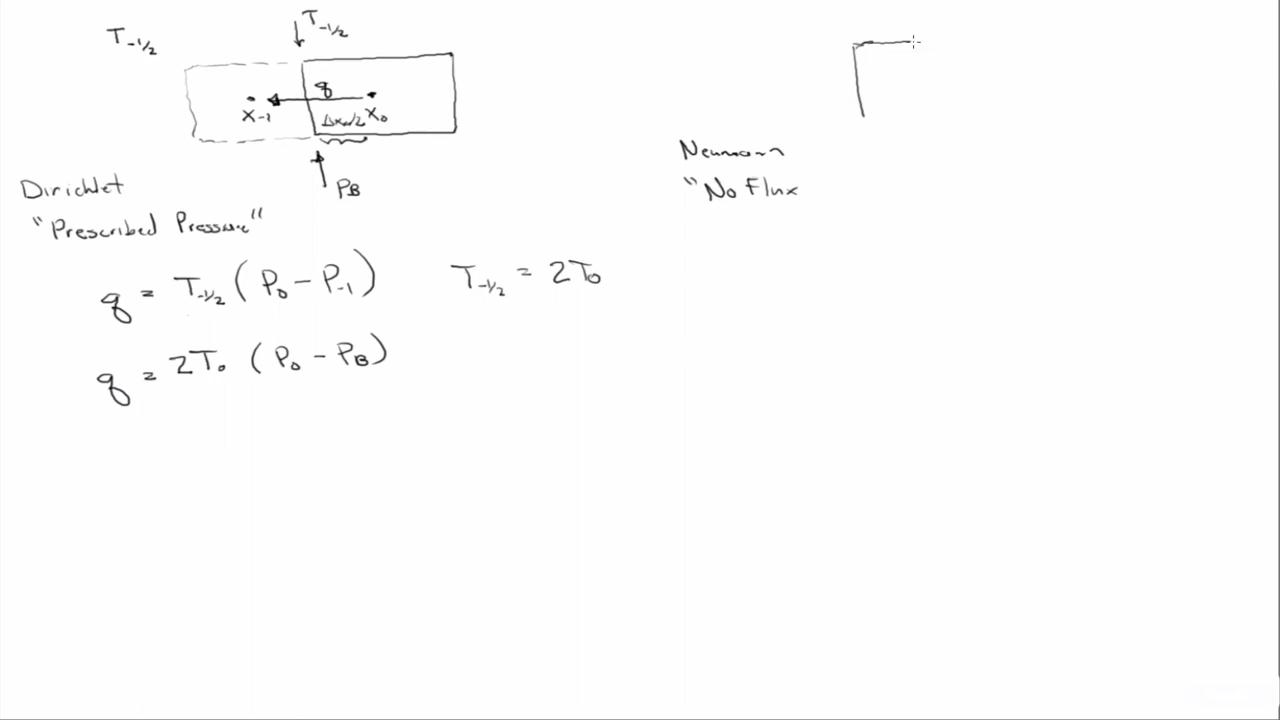 T-1/2
T-1/2
q
x-1
Δx/2
x0
PB
Dirichlet
"Prescribed Pressure"
q = T-1/2 (P0 - P-1)
T-1/2 = 2T0
q = 2T0 (P0 - PB)
Neumann
"No Flux